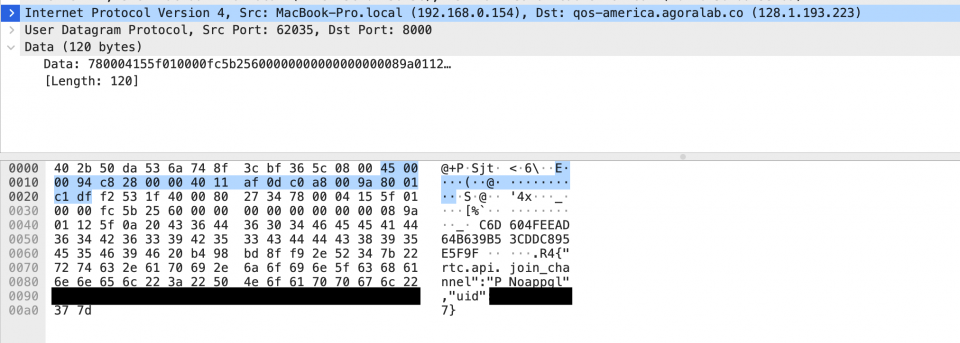 Internet Protocol Version 4, Src: MacBook-Pro.local (192.168.0.154), Dst: qos-america.agoralab.co (128.1.193.223)
User Datagram Protocol, Src Port: 62035, Dst Port: 8000
Data (120 bytes)
Data: 780004155f010000fc5b25600000000000000000089a0112…
[Length: 120]
0000 40 2b 50 da 53 6a 74 8f 3c bf 36 5c 08 00 45 00 @+P·Sjt· <·6\··E·
0010 00 94 c8 28 00 00 40 11 af 0d c0 a8 00 9a 80 01 ···(··@· ········
0020 c1 df f2 53 1f 40 00 80 27 34 78 00 04 15 5f 01 ···S·@·· '4x···_·
0030 00 00 fc 5b 25 60 00 00 00 00 00 00 00 00 08 9a ···[%`·· ········
0040 01 12 5f 0a 20 43 36 44 36 30 34 46 45 45 41 44 ··_· C6D 604FEEAD
0050 36 34 42 36 33 39 42 35 33 43 44 44 43 38 39 35 64B639B5 3CDDC895
0060 45 35 46 39 46 20 b4 98 bd 8f f9 2e 52 34 7b 22 E5F9F ·· ···.R4{"
0070 72 74 63 2e 61 70 69 2e 6a 6f 69 6e 5f 63 68 61 rtc.api. join_cha
0080 6e 6e 65 6c 22 3a 22 50 4e 6f 61 70 70 67 6c 22 nnel":"P Noappgl"
0090 ,"uid"
00a0 37 7d 7}